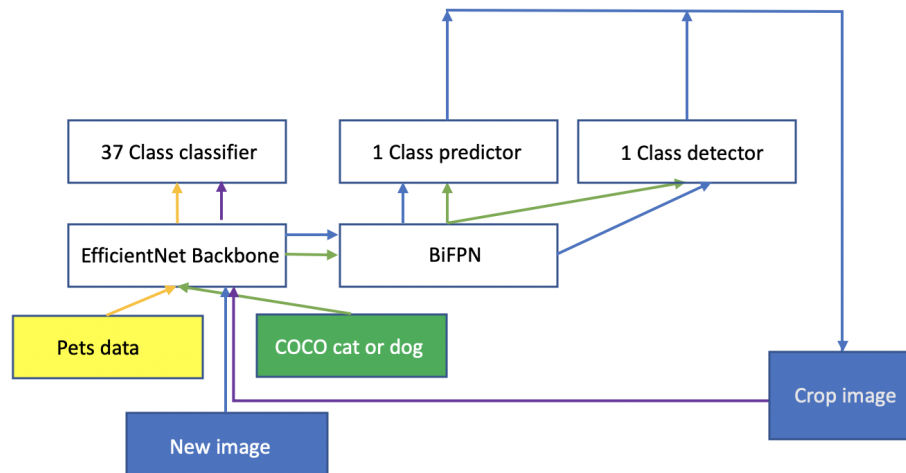 37 Class classifier
1 Class predictor
1 Class detector
EfficientNet Backbone
BiFPN
Pets data
COCO cat or dog
Crop image
New image